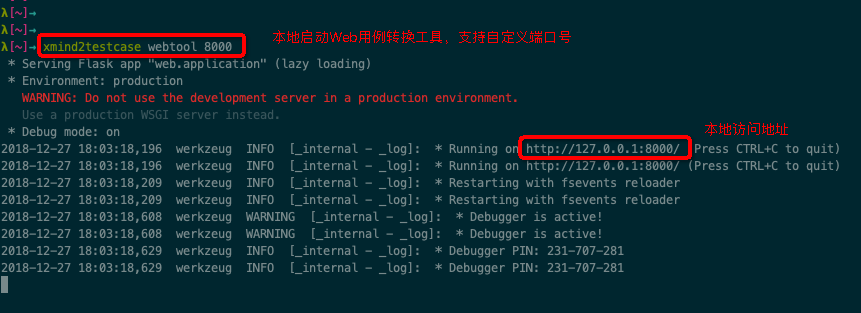 λ[~]→
λ[~]→
λ[~]→ xmind2testcase webtool 8000 本地启动Web用例转换工具，支持自定义端口号
* Serving Flask app "web.application" (lazy loading)
* Environment: production
WARNING: Do not use the development server in a production environment.
Use a production WSGI server instead.
* Debug mode: on
本地访问地址
2018-12-27 18:03:18,196 werkzeug INFO [_internal - _log]: * Running on http://127.0.0.1:8000/ (Press CTRL+C to quit)
2018-12-27 18:03:18,196 werkzeug INFO [_internal - _log]: * Running on http://127.0.0.1:8000/ (Press CTRL+C to quit)
2018-12-27 18:03:18,209 werkzeug INFO [_internal - _log]: * Restarting with fsevents reloader
2018-12-27 18:03:18,209 werkzeug INFO [_internal - _log]: * Restarting with fsevents reloader
2018-12-27 18:03:18,608 werkzeug WARNING [_internal - _log]: * Debugger is active!
2018-12-27 18:03:18,608 werkzeug WARNING [_internal - _log]: * Debugger is active!
2018-12-27 18:03:18,629 werkzeug INFO [_internal - _log]: * Debugger PIN: 231-707-281
2018-12-27 18:03:18,629 werkzeug INFO [_internal - _log]: * Debugger PIN: 231-707-281